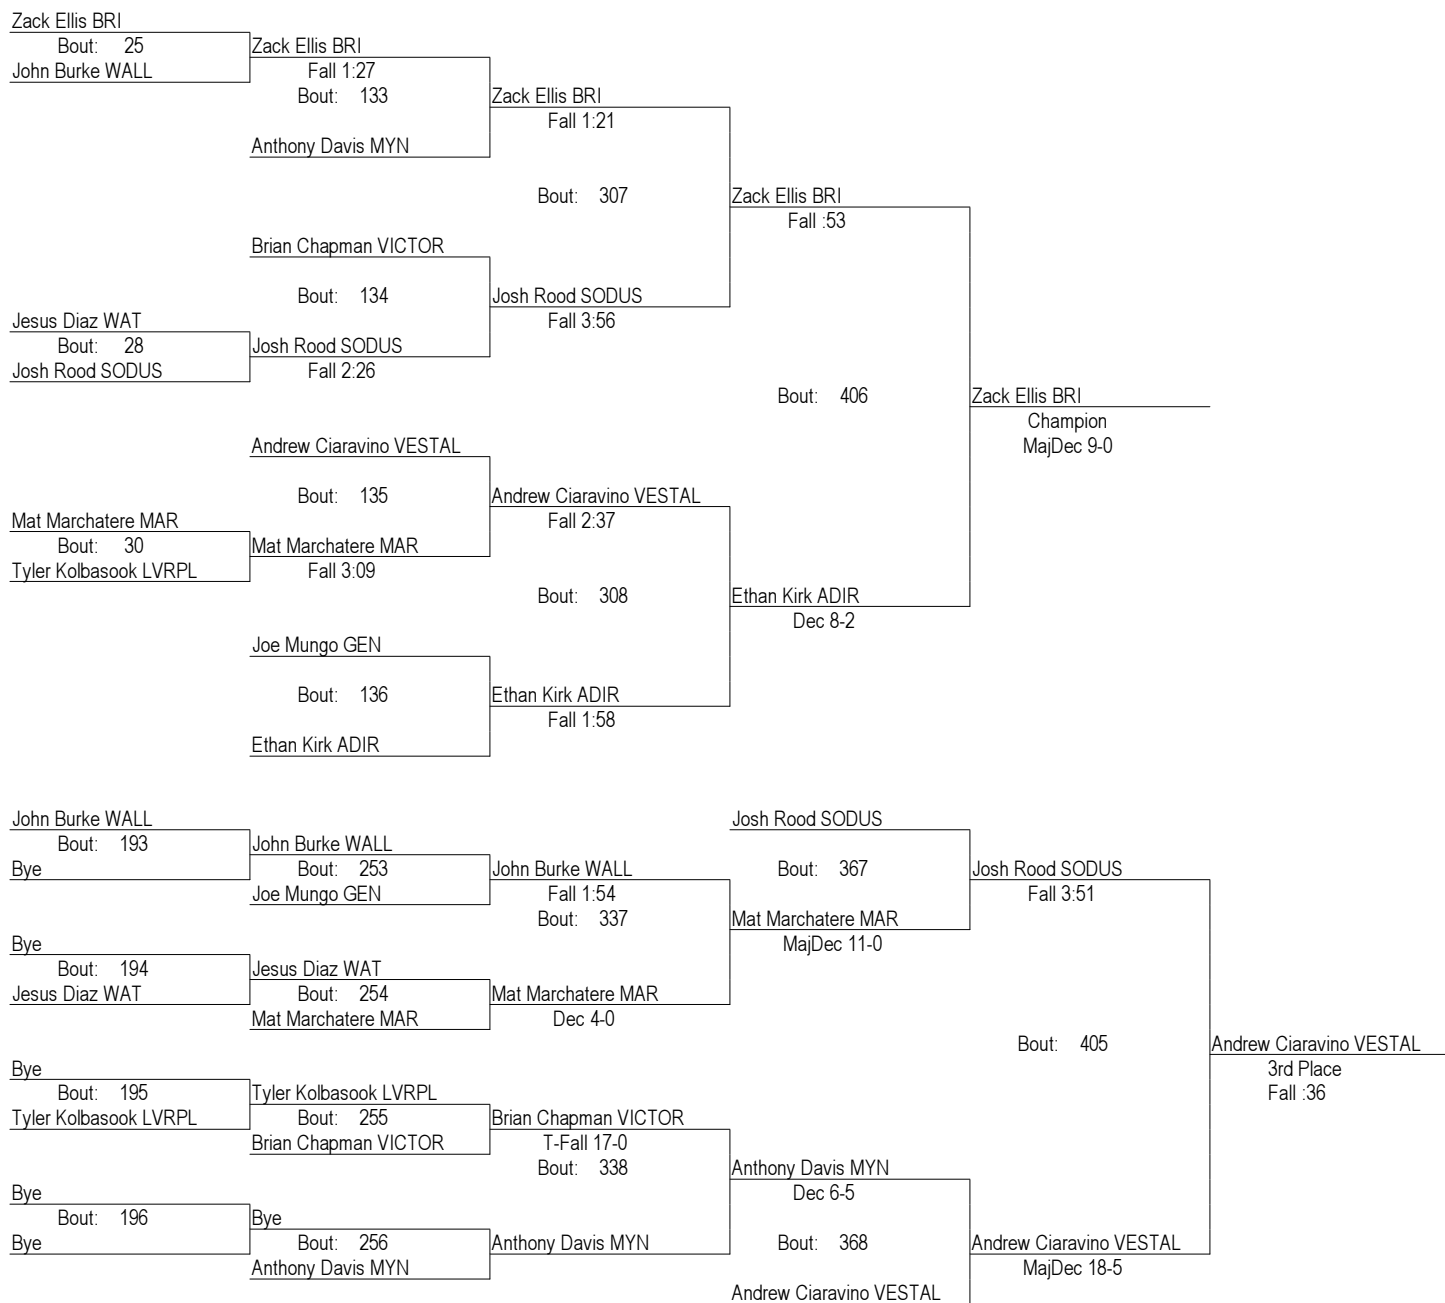 Zack Ellis BRI
Bout: 25
John Burke WALL
Zack Ellis BRI
Fall 1:27
Bout: 133
Anthony Davis MYN
Zack Ellis BRI
Fall 1:21
Bout: 307
Brian Chapman VICTOR
Bout: 134
Jesus Diaz WAT
Bout: 28
Josh Rood SODUS
Josh Rood SODUS
Fall 2:26
Josh Rood SODUS
Fall 3:56
Zack Ellis BRI
Fall :53
Bout: 406
Zack Ellis BRI
Champion
MajDec 9-0
Andrew Ciaravino VESTAL
Bout: 135
Mat Marchatere MAR
Bout: 30
Tyler Kolbasook LVRPL
Mat Marchatere MAR
Fall 3:09
Andrew Ciaravino VESTAL
Fall 2:37
Bout: 308
Ethan Kirk ADIR
Dec 8-2
Joe Mungo GEN
Bout: 136
Ethan Kirk ADIR
Ethan Kirk ADIR
Fall 1:58
John Burke WALL
Bout: 193
Bye
John Burke WALL
Bout: 253
Joe Mungo GEN
John Burke WALL
Fall 1:54
Bout: 337
Bye
Bout: 194
Jesus Diaz WAT
Jesus Diaz WAT
Bout: 254
Mat Marchatere MAR
Mat Marchatere MAR
Dec 4-0
Josh Rood SODUS
Bout: 367
Mat Marchatere MAR
MajDec 11-0
Josh Rood SODUS
Fall 3:51
Bout: 405
Andrew Ciaravino VESTAL
3rd Place
Fall :36
Bye
Bout: 195
Tyler Kolbasook LVRPL
Tyler Kolbasook LVRPL
Bout: 255
Brian Chapman VICTOR
Brian Chapman VICTOR
T-Fall 17-0
Bout: 338
Bye
Bout: 196
Bye
Bye
Bout: 256
Anthony Davis MYN
Anthony Davis MYN
Anthony Davis MYN
Dec 6-5
Bout: 368
Andrew Ciaravino VESTAL
Andrew Ciaravino VESTAL
MajDec 18-5